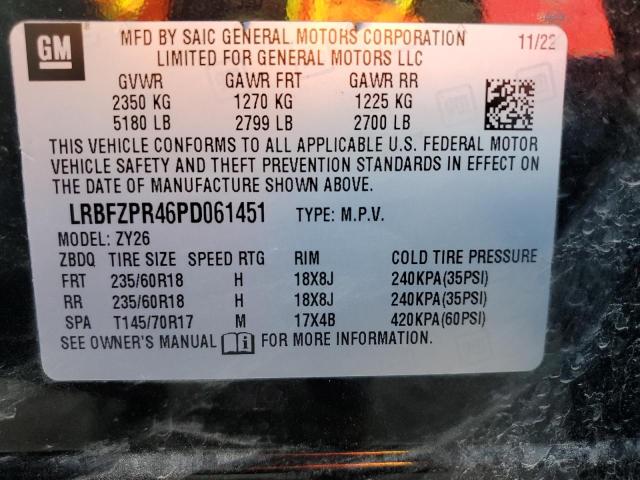 GM
MFD BY SAIC GENERAL MOTORS CORPORATION 11/22
LIMITED FOR GENERAL MOTORS LLC
GVWR GAWR FRT GAWR RR
2350 KG 1270 KG 1225 KG
5180 LB 2799 LB 2700 LB
THIS VEHICLE CONFORMS TO ALL APPLICABLE U.S. FEDERAL MOTOR
VEHICLE SAFETY AND THEFT PREVENTION STANDARDS IN EFFECT ON
THE DATE OF MANUFACTURE SHOWN ABOVE.
LRBFZPR46PD061451 TYPE: M.P.V.
MODEL: ZY26
ZBDQ TIRE SIZE SPEED RTG RIM COLD TIRE PRESSURE
FRT 235/60R18 H 18X8J 240KPA(35PSI)
RR 235/60R18 H 18X8J 240KPA(35PSI)
SPA T145/70R17 M 17X4B 420KPA(60PSI)
SEE OWNER'S MANUAL FOR MORE INFORMATION.